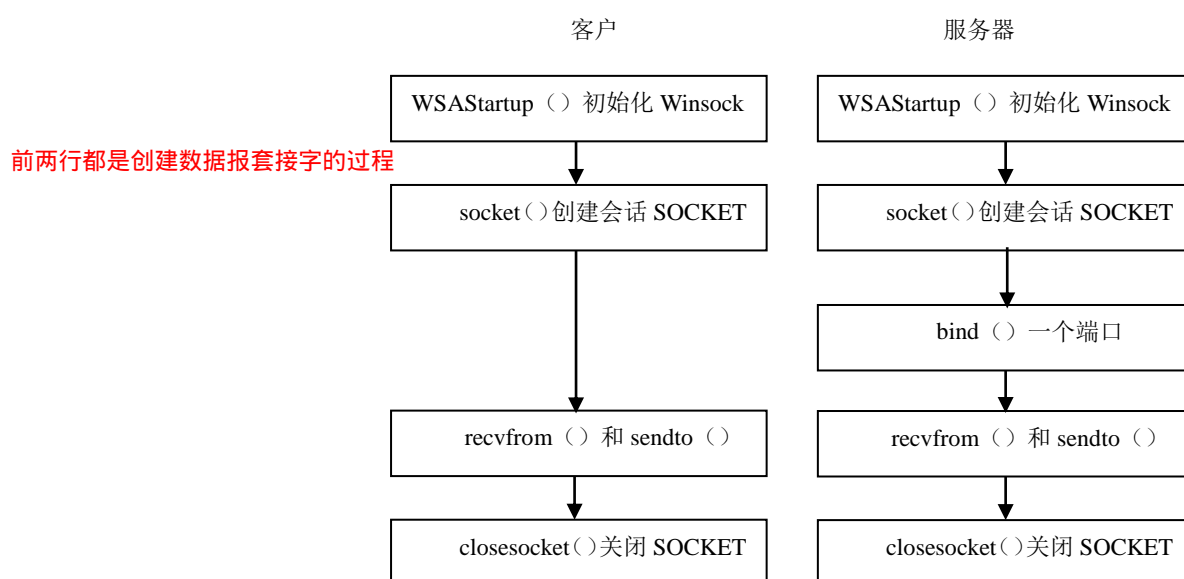 客户 服务器
WSAStartup（）初始化 Winsock WSAStartup（）初始化 Winsock
前两行都是创建数据报套接字的过程
socket（）创建会话 SOCKET socket（）创建会话 SOCKET
bind（）一个端口
recvfrom（）和 sendto（） recvfrom（）和 sendto（）
closesocket（）关闭 SOCKET closesocket（）关闭 SOCKET